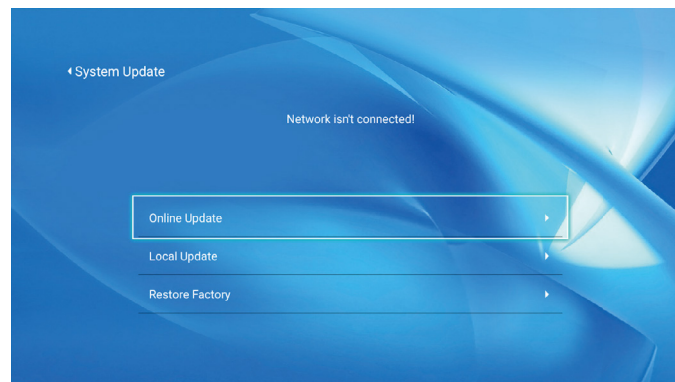 System Update
Network isn't connected!
Online Update
Local Update
Restore Factory